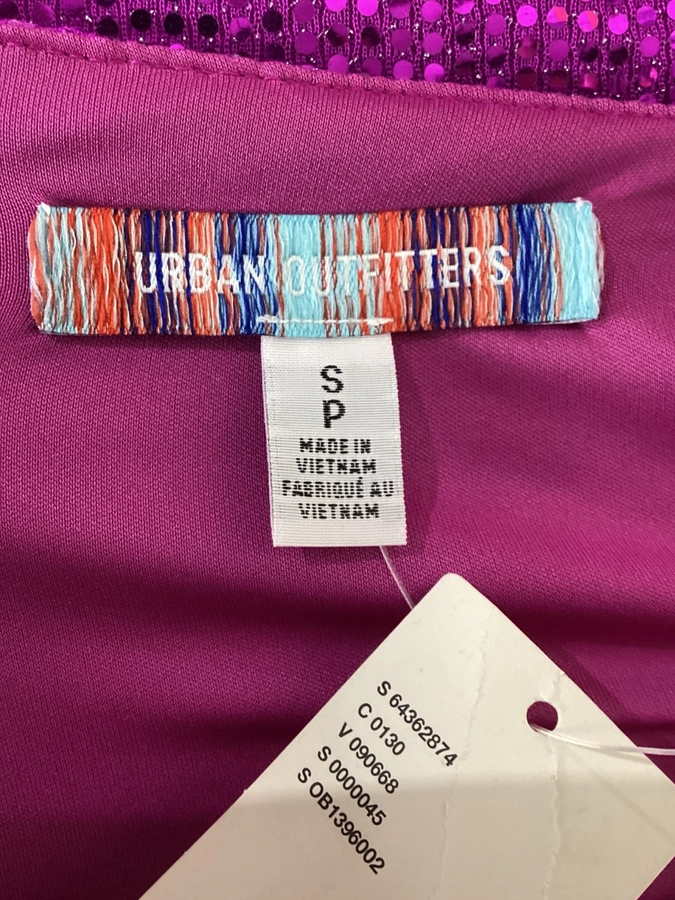 URBAN OUTFITTERS
S
P
MADE IN
VIETNAM
FABRIQUÉ AU
VIETNAM
S 64362874
C 0130
V 090668
S 0000045
S OB1396002